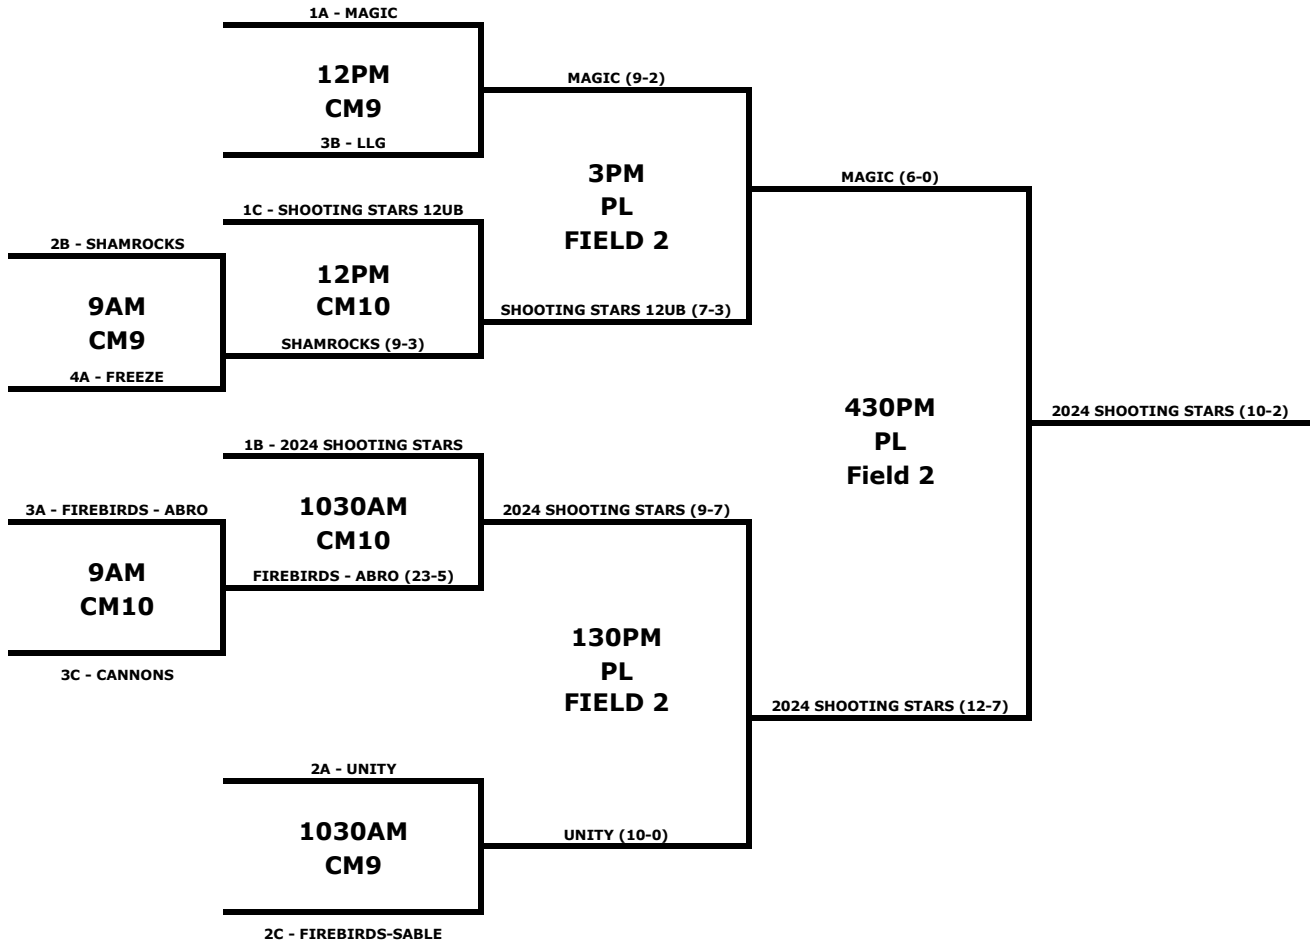 1A - MAGIC
12PM
CM9
3B - LLG
MAGIC (9-2)
3PM
PL
FIELD 2
MAGIC (6-0)
1C - SHOOTING STARS 12UB
2B - SHAMROCKS
12PM
CM10
9AM
CM9
SHOOTING STARS 12UB (7-3)
SHAMROCKS (9-3)
4A - FREEZE
430PM
PL
Field 2
2024 SHOOTING STARS (10-2)
1B - 2024 SHOOTING STARS
3A - FIREBIRDS - ABRO
1030AM
CM10
2024 SHOOTING STARS (9-7)
9AM
CM10
FIREBIRDS - ABRO (23-5)
3C - CANNONS
130PM
PL
FIELD 2
2024 SHOOTING STARS (12-7)
2A - UNITY
1030AM
CM9
UNITY (10-0)
2C - FIREBIRDS-SABLE